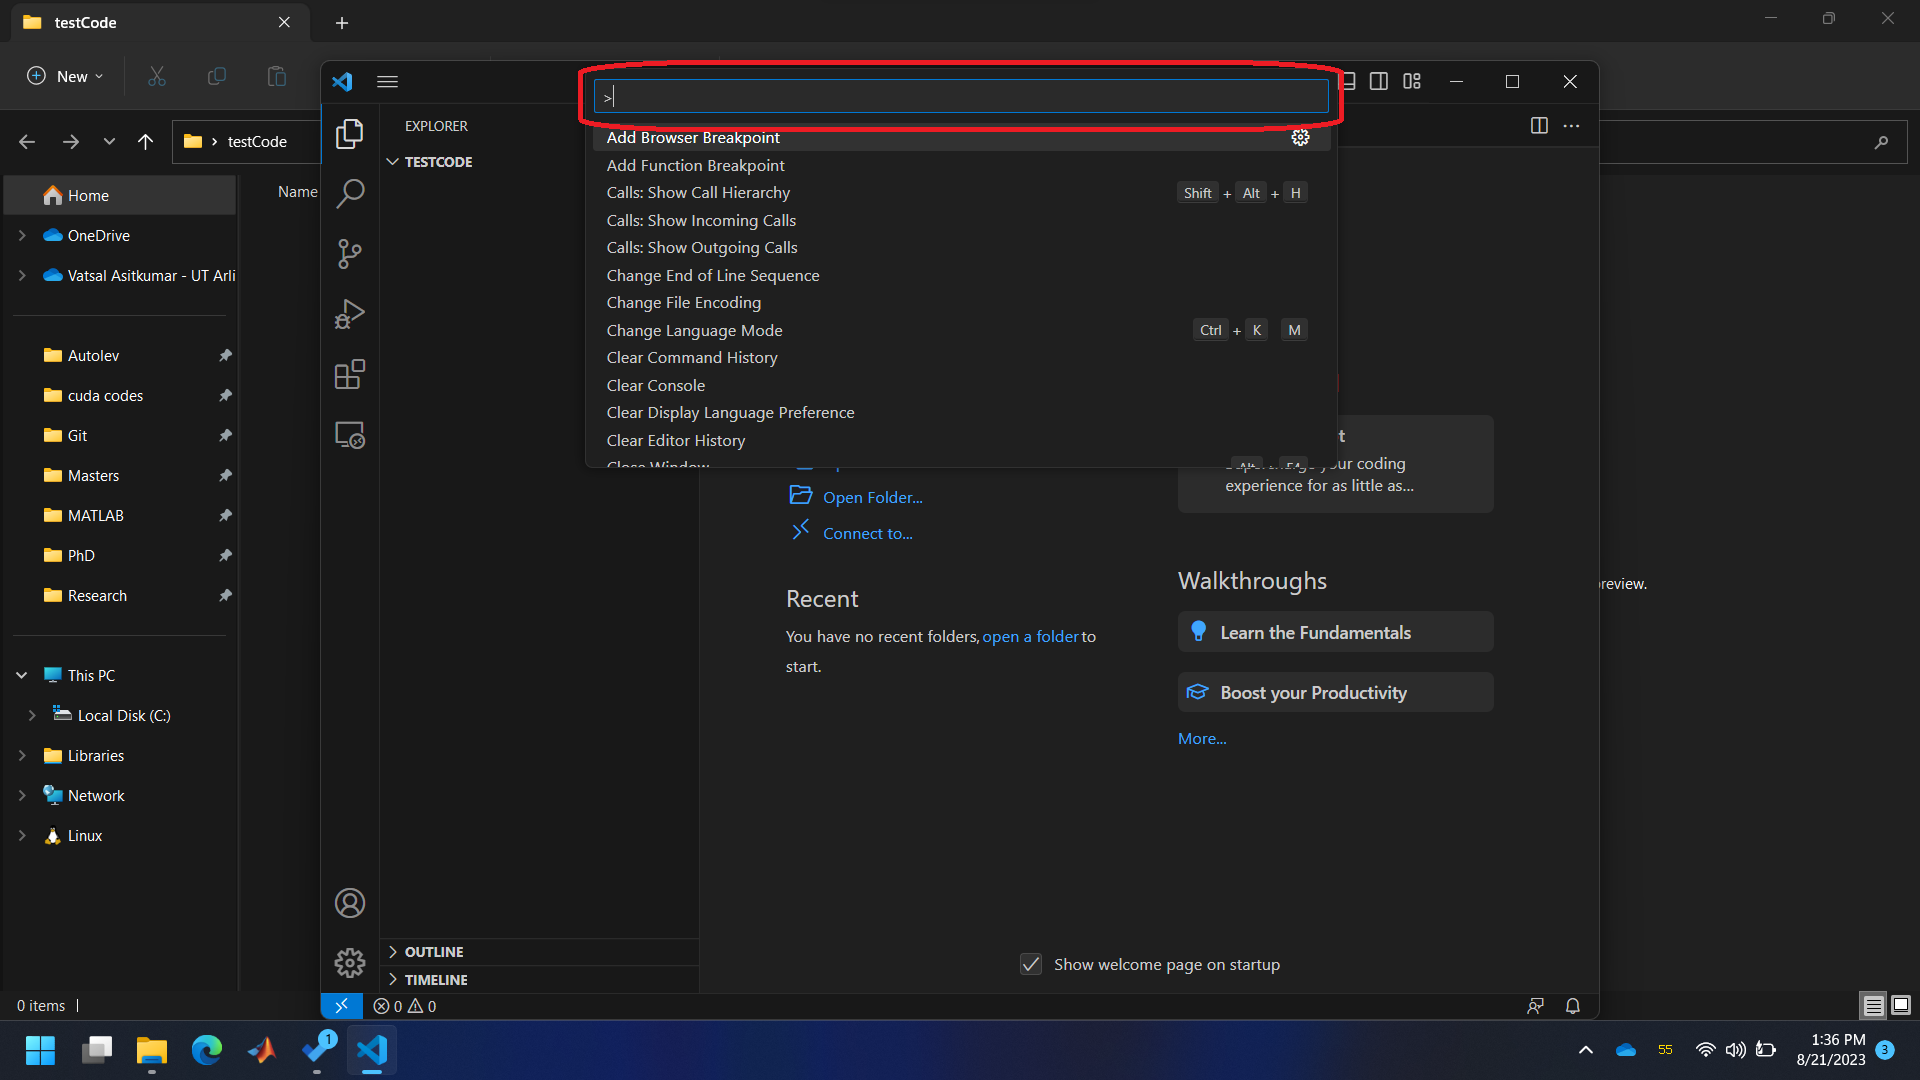 testCode
New
testCode
Name
Home
OneDrive
Vatsal Asitkumar - UT Arli
Autolev
cuda codes
Git
Masters
MATLAB
PhD
Research
This PC
Local Disk (C:)
Libraries
Network
Linux
0 items
>
EXPLORER
TESTCODE
Add Browser Breakpoint
Add Function Breakpoint
Calls: Show Call Hierarchy Shift + Alt + H
Calls: Show Incoming Calls
Calls: Show Outgoing Calls
Change End of Line Sequence
Change File Encoding
Change Language Mode Ctrl + K M
Clear Command History
Clear Console
Clear Display Language Preference
Clear Editor History
Close Window Alt F4
your coding
experience for as little as...
Open Folder...
Connect to...
Recent
You have no recent folders, open a folder to
start.
Walkthroughs
Learn the Fundamentals
Boost your Productivity
More...
review.
Show welcome page on startup
OUTLINE
TIMELINE
0 0
1
55
1:36 PM
8/21/2023
3